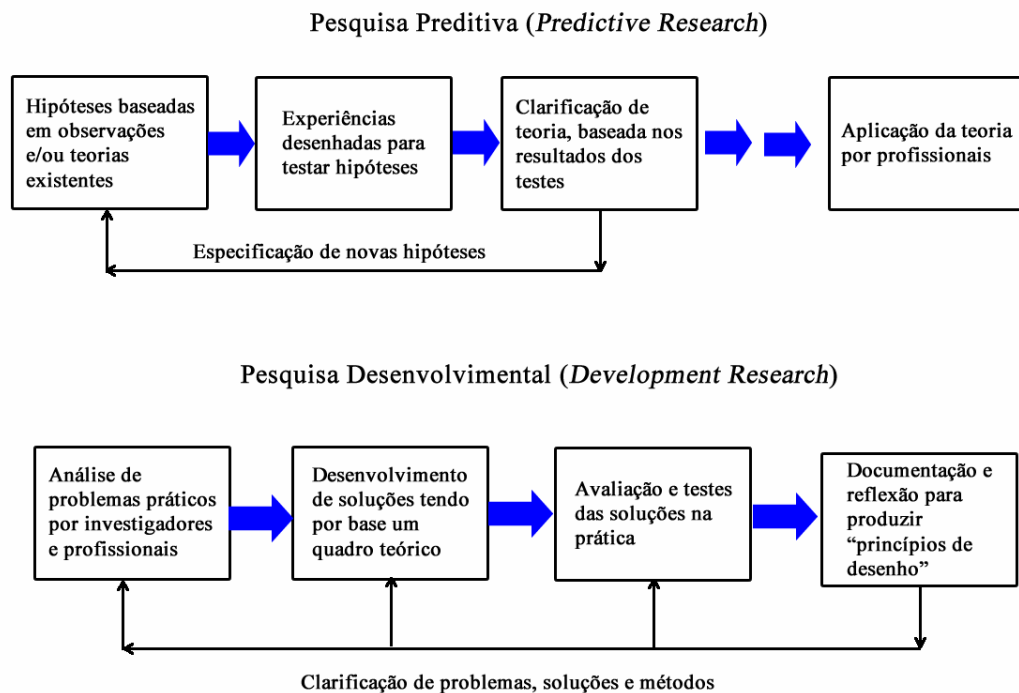 Pesquisa Preditiva (Predictive Research)
Hipóteses baseadas
em observações
e/ou teorias
existentes
Experiências
desenhadas para
testar hipóteses
Clarificação de
teoria, baseada nos
resultados dos
testes
Aplicação da teoria
por profissionais
Especificação de novas hipóteses
Pesquisa Desenvolvimental (Development Research)
Análise de
problemas práticos
por investigadores
e profissionais
Desenvolvimento
de soluções tendo
por base um
quadro teórico
Avaliação e testes
das soluções na
prática
Documentação e
reflexão para
produzir
“princípios de
desenho”
Clarificação de problemas, soluções e métodos